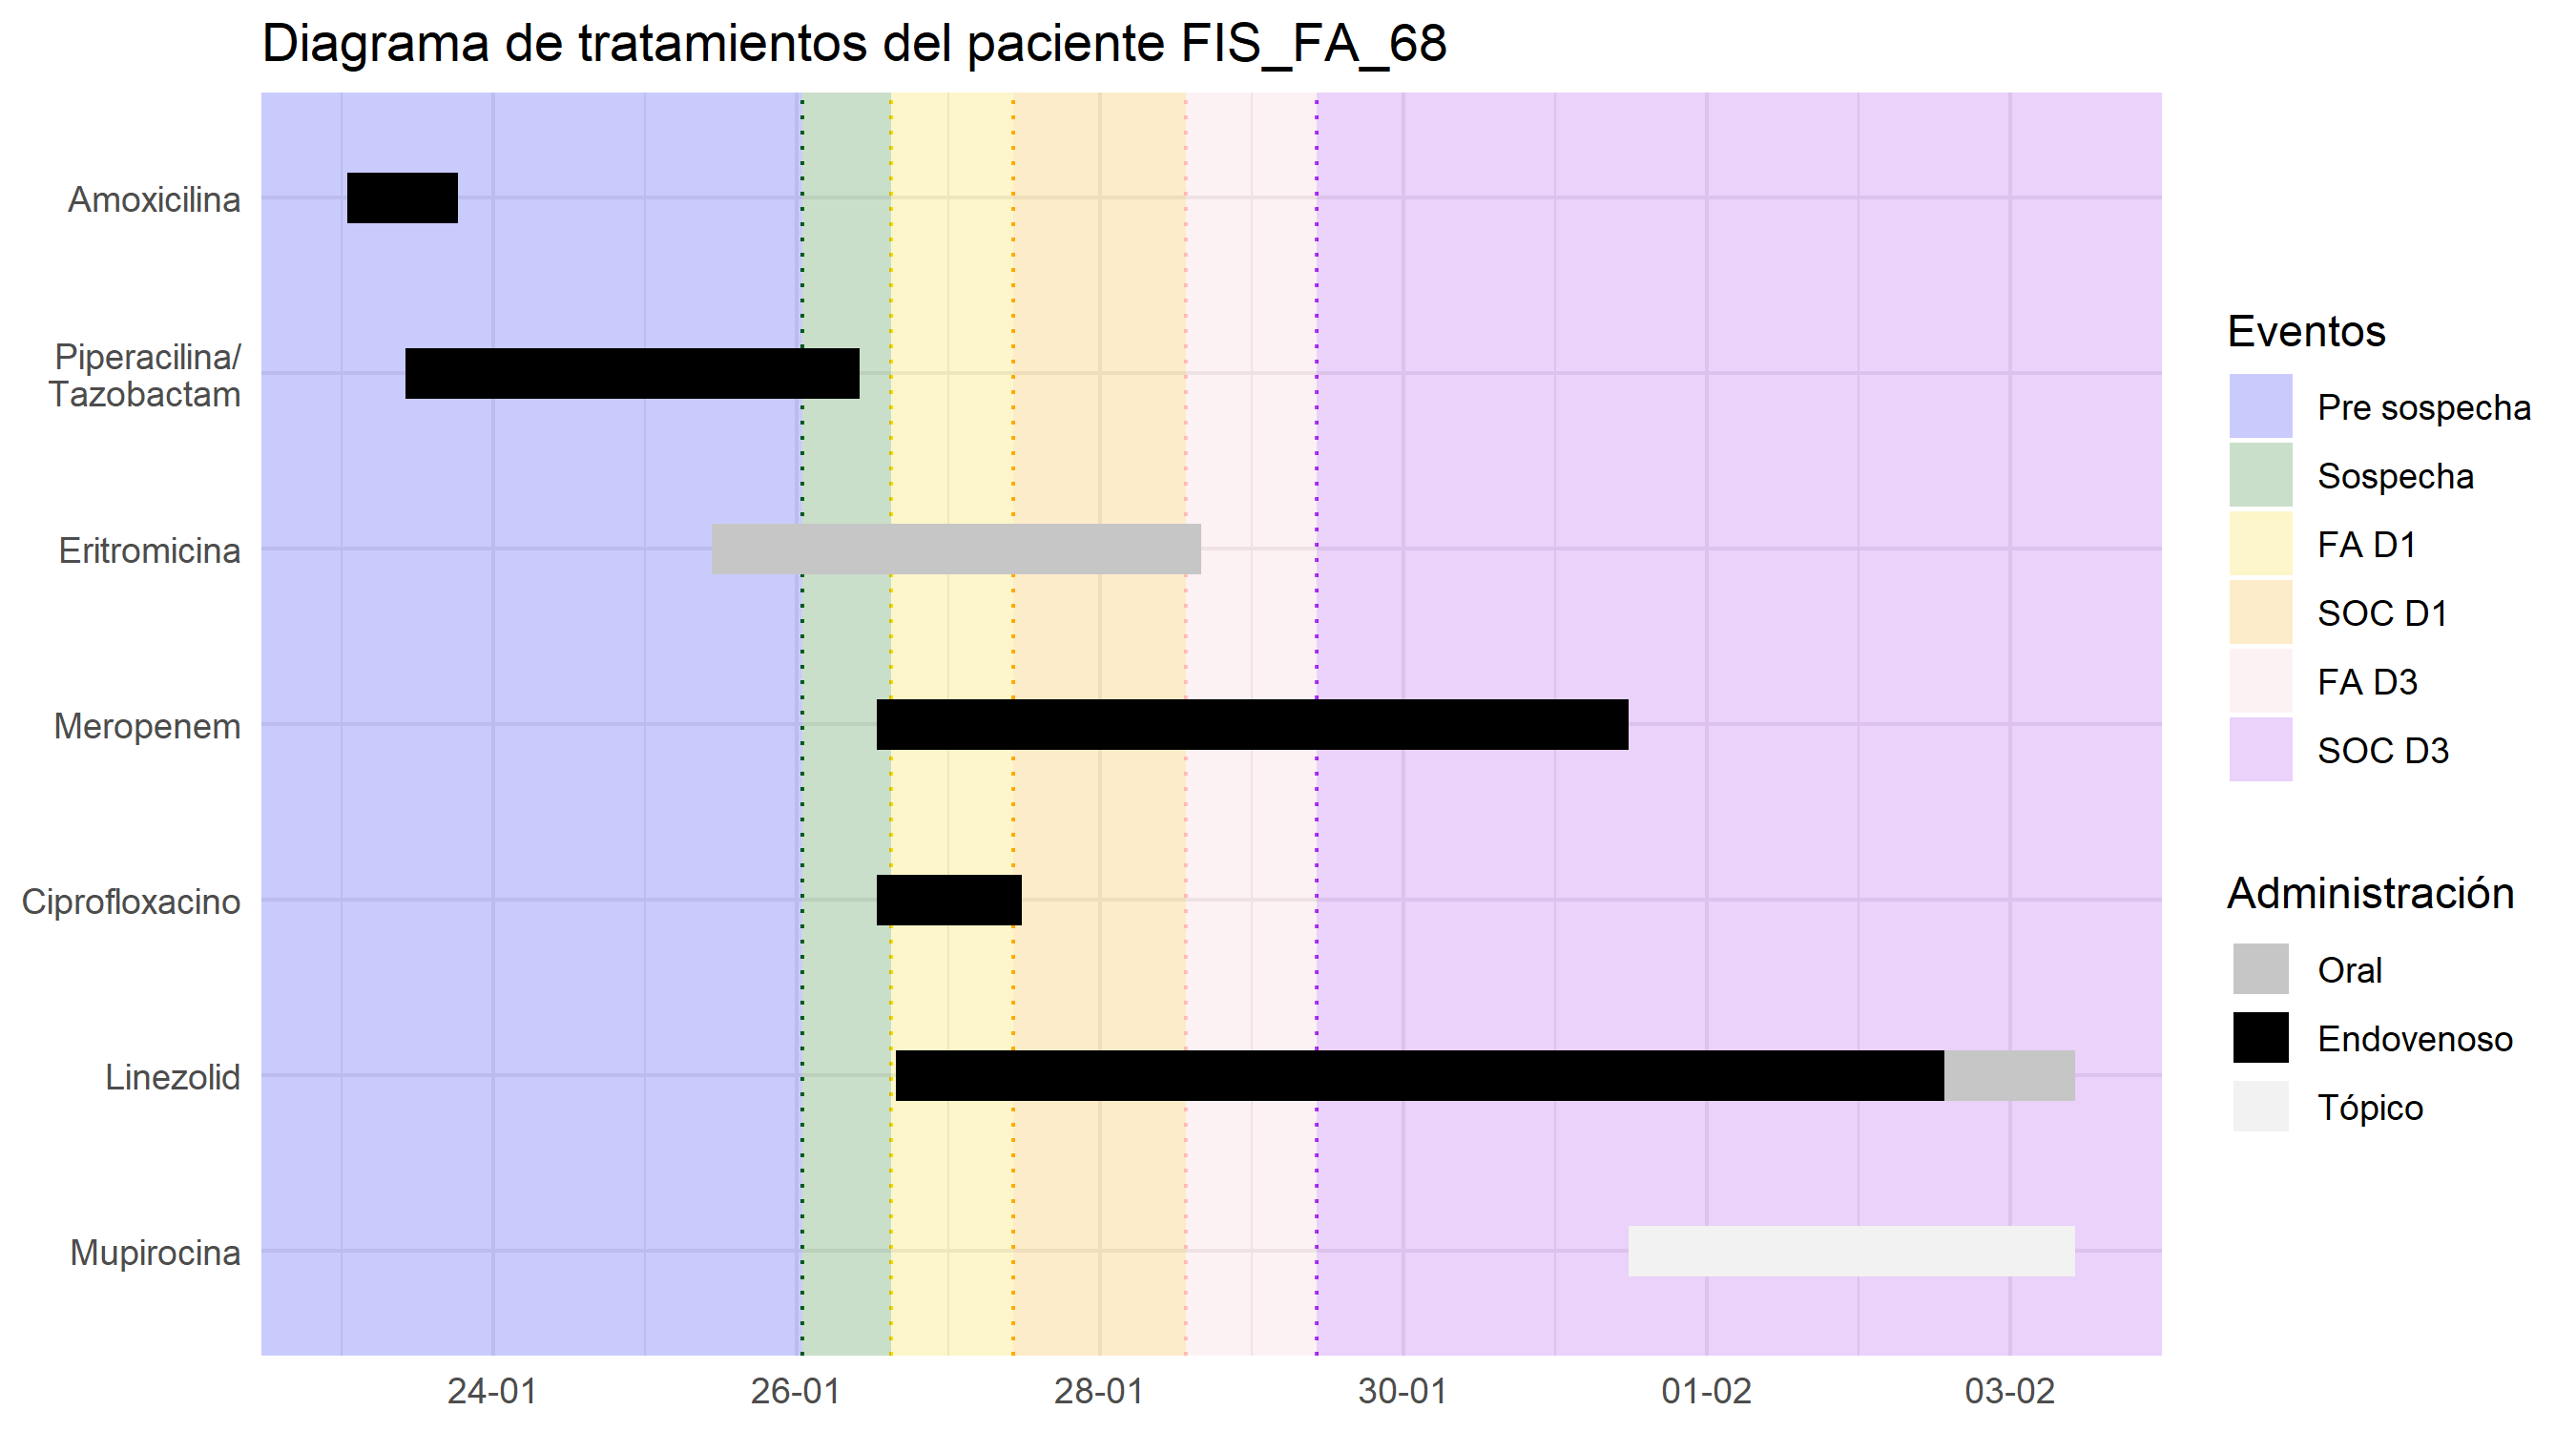 Diagrama de tratamientos del paciente FIS_FA_68
Amoxicilina
Piperacilina/
Tazobactam
Eritromicina
Meropenem
Ciprofloxacino
Linezolid
Mupirocina
24-01
26-01
28-01
30-01
01-02
03-02
Eventos
Pre sospecha
Sospecha
FA D1
SOC D1
FA D3
SOC D3
Administración
Oral
Endovenoso
Tópico